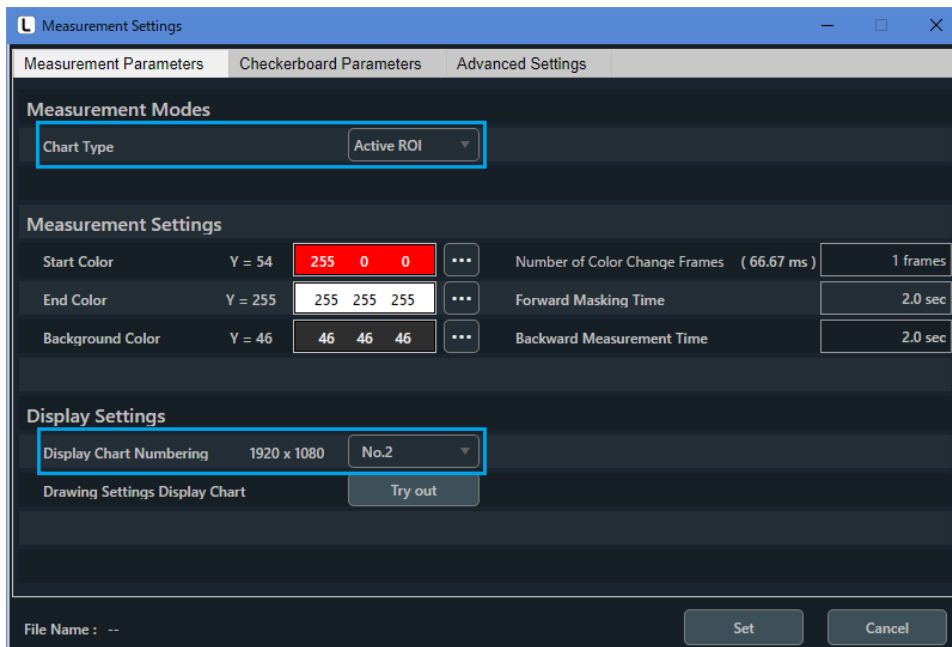 L Measurement Settings
Measurement Parameters Checkerboard Parameters Advanced Settings
Measurement Modes
Chart Type Active ROI
Measurement Settings
Start Color Y = 54 255 0 0 ••• Number of Color Change Frames ( 66.67 ms ) 1 frames
End Color Y = 255 255 255 255 ••• Forward Masking Time 2.0 sec
Background Color Y = 46 46 46 46 ••• Backward Measurement Time 2.0 sec
Display Settings
Display Chart Numbering 1920 x 1080 No.2
Drawing Settings Display Chart Try out
File Name : -- Set Cancel